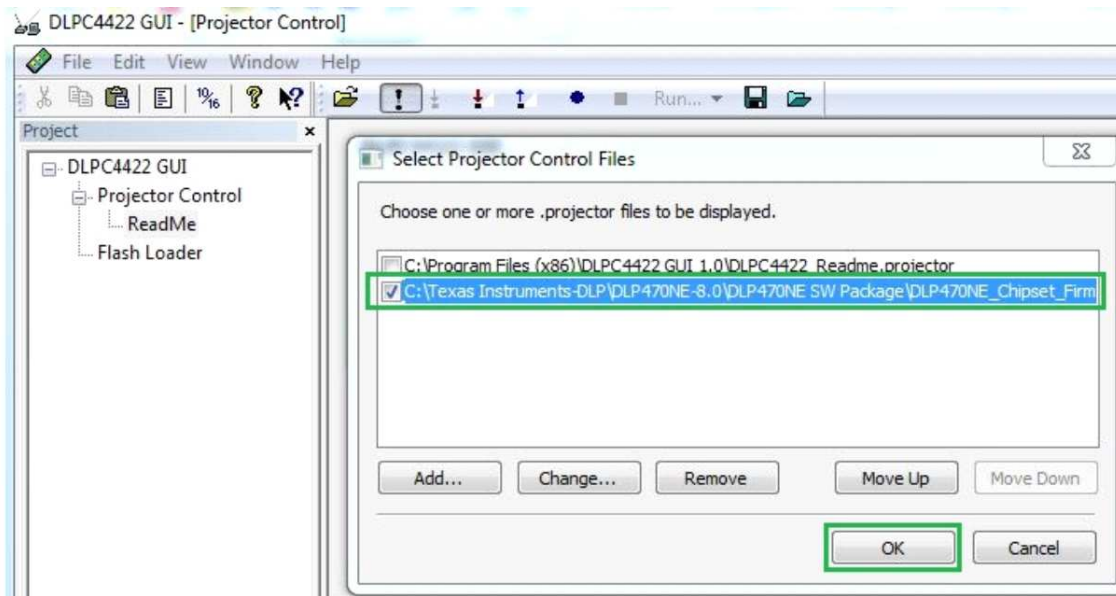 DLPC4422 GUI - [Projector Control]
File Edit View Window Help
10/16 ? ? ! Run...
Project x
DLPC4422 GUI
Projector Control
ReadMe
Flash Loader
Select Projector Control Files
Choose one or more .projector files to be displayed.
C:\Program Files (x86)\DLPC4422 GUI 1.0\DLPC4422_Readme.projector
C:\Texas Instruments-DLP\DLP470NE-8.0\DLP470NE SW Package\DLP470NE_Chipset_Firm
Add... Change... Remove Move Up Move Down
OK Cancel